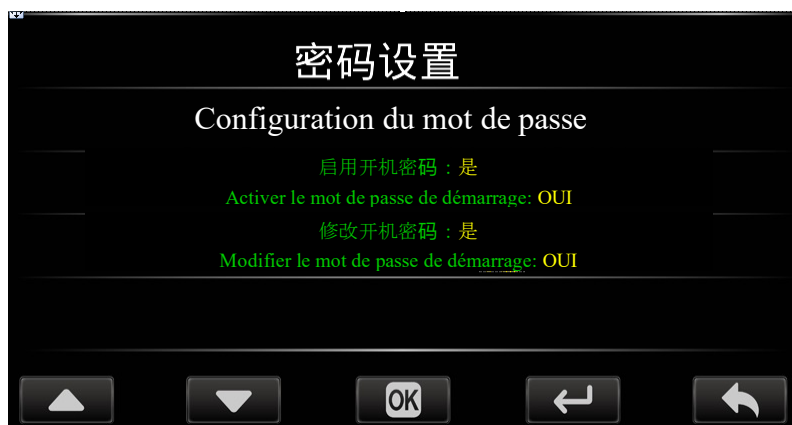 密码设置
Configuration du mot de passe
启用开机密码：是
Activer le mot de passe de démarrage: OUI
修改开机密码：是
Modifier le mot de passe de démarrage: OUI
OK